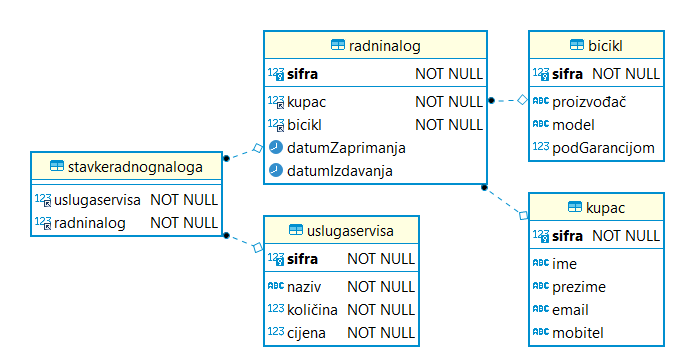 radninalog
sifra NOT NULL
kupac NOT NULL
bicikl NOT NULL
datumZaprimanja
datumIzdavanja
bicikl
sifra NOT NULL
proizvođač
model
podGarancijom
stavkeradnognaloga
uslugaservisa NOT NULL
radninalog NOT NULL
uslugaservisa
sifra NOT NULL
naziv NOT NULL
količina NOT NULL
cijena NOT NULL
kupac
sifra NOT NULL
ime
prezime
email
mobitel